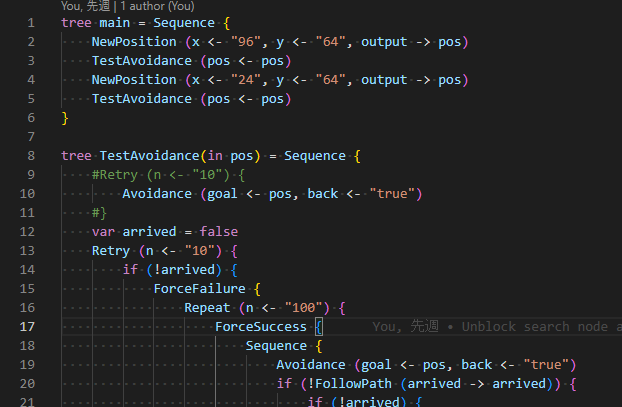 You, 先週 | 1 author (You)
1 tree main = Sequence {
2 NewPosition (x <- "96", y <- "64", output -> pos)
3 TestAvoidance (pos <- pos)
4 NewPosition (x <- "24", y <- "64", output -> pos)
5 TestAvoidance (pos <- pos)
6 }
7
8 tree TestAvoidance(in pos) = Sequence {
9 #Retry (n <- "10") {
10 Avoidance (goal <- pos, back <- "true")
11 #}
12 var arrived = false
13 Retry (n <- "10") {
14 if (!arrived) {
15 ForceFailure {
16 Repeat (n <- "100") {
17 ForceSuccess { You, 先週 • Unblock search node a
18 Sequence {
19 Avoidance (goal <- pos, back <- "true")
20 if (!FollowPath (arrived -> arrived)) {
21 if (!arrived) {